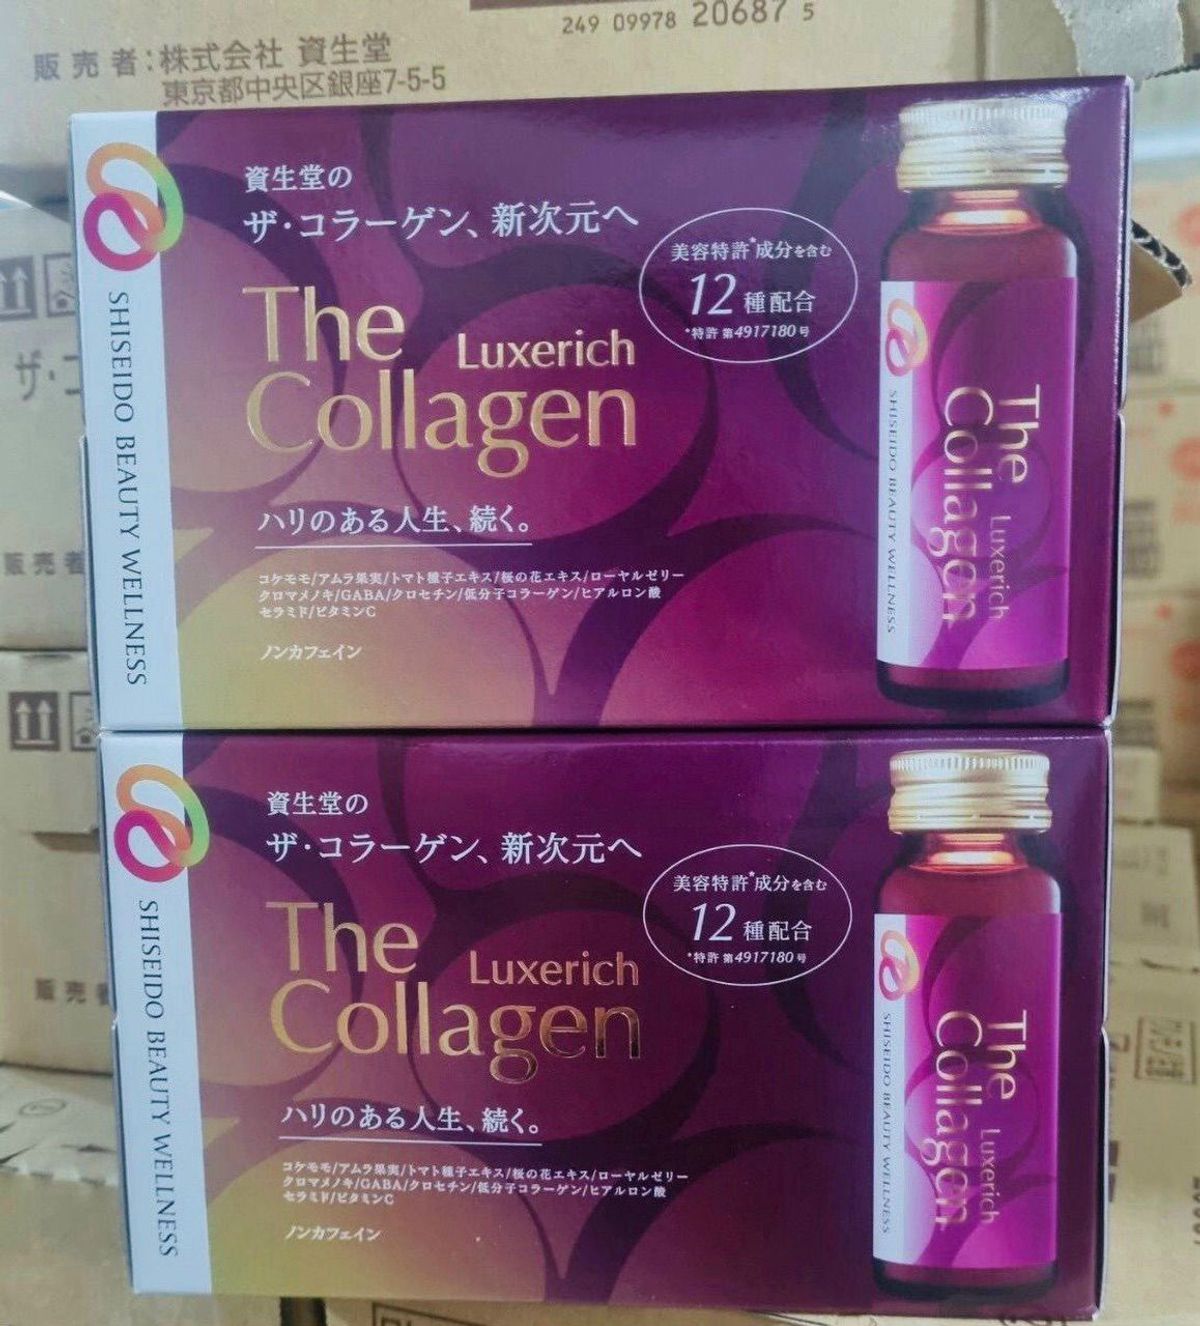 249 09978 20687 5
販売者:株式会社 資生堂
東京都中央区銀座7-5-5
SHISEIDO BEAUTY WELLNESS
資生堂の
ザ・コラーゲン、新次元へ
The
Luxerich
Collagen
美容特許*成分を含む
12種配合
*特許 第4917180号
ハリのある人生、続く。
コケモモ/アムラ果実/トマト種子エキス/桜の花エキス/ローヤルゼリー
クロマメノキ/GABA/クロセチン/低分子コラーゲン/ヒアルロン酸
セラミド/ビタミンC
ノンカフェイン
SHISEIDO BEAUTY WELLNESS
The
Luxerich
Collagen
ザ・コ
販売者
SHISEIDO BEAUTY WELLNESS
資生堂の
ザ・コラーゲン、新次元へ
The
Luxerich
Collagen
美容特許*成分を含む
12種配合
*特許 第4917180号
ハリのある人生、続く。
コケモモ/アムラ果実/トマト種子エキス/桜の花エキス/ローヤルゼリー
クロマメノキ/GABA/クロセチン/低分子コラーゲン/ヒアルロン酸
セラミド/ビタミンC
ノンカフェイン
SHISEIDO BEAUTY WELLNESS
The
Luxerich
Collagen
販売